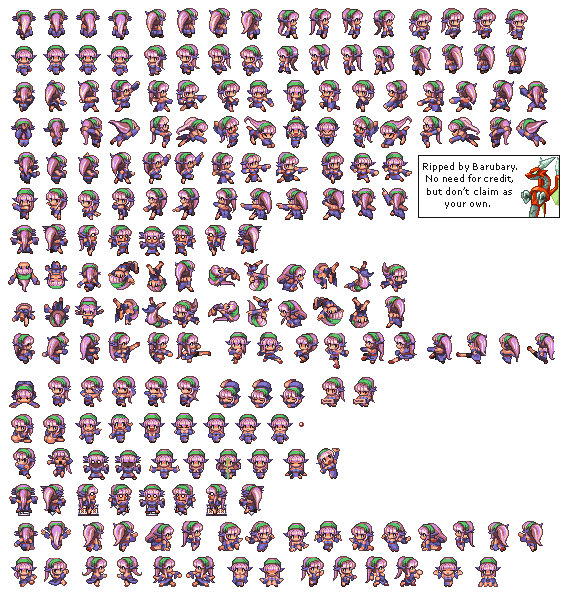 Ripped by Barubary.
No need for credit,
but don't claim as
your own.